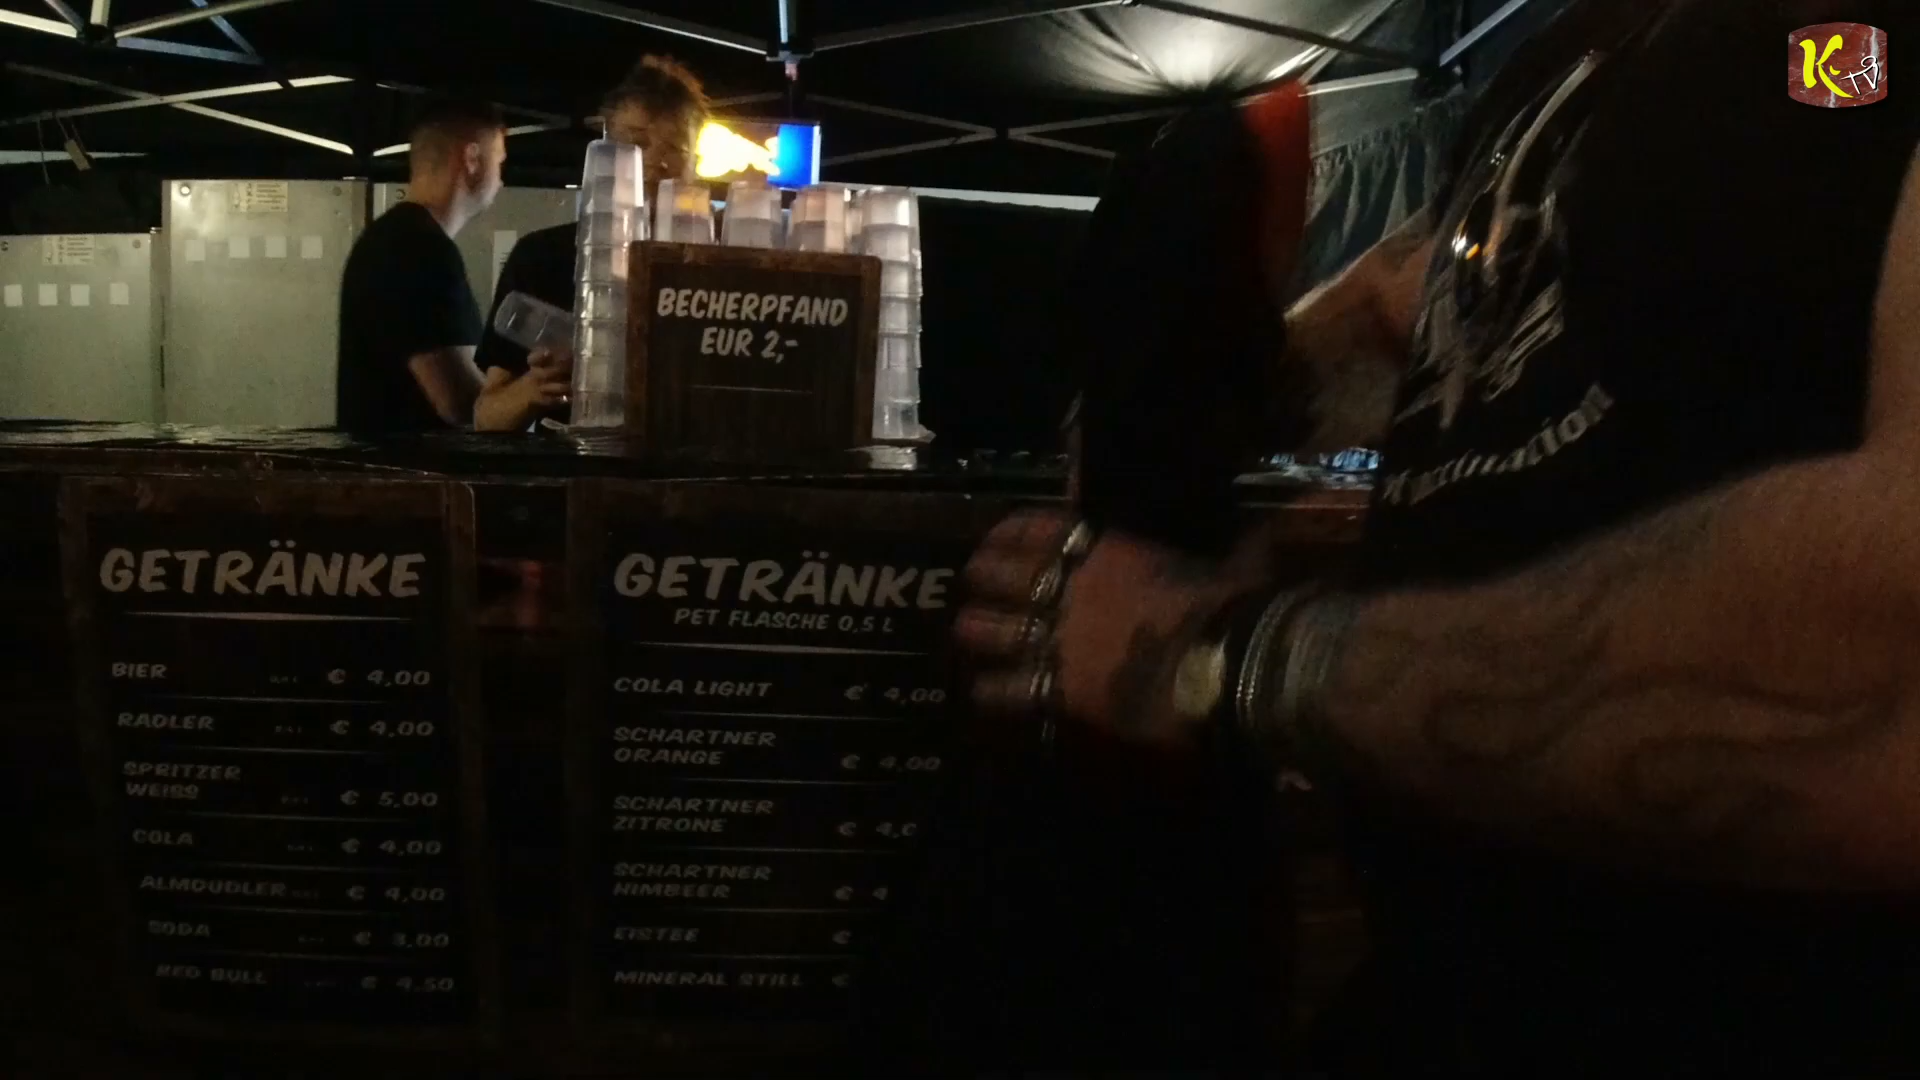 K
TV
BECHERPFAND
EUR 2,-
GETRÄNKE
BIER € 4,00
RADLER € 4,00
SPRITZER
WEISS € 5,00
COLA € 4,00
ALMDUDLER € 4,00
SODA € 3,00
RED BULL € 4,50
GETRÄNKE
PET FLASCHE 0,5 L
COLA LIGHT € 4,00
SCHARTNER
ORANGE € 4,00
SCHARTNER
ZITRONE €
SCHARTNER
HIMBEER € 4
EISTEE €
MINERAL STILL €